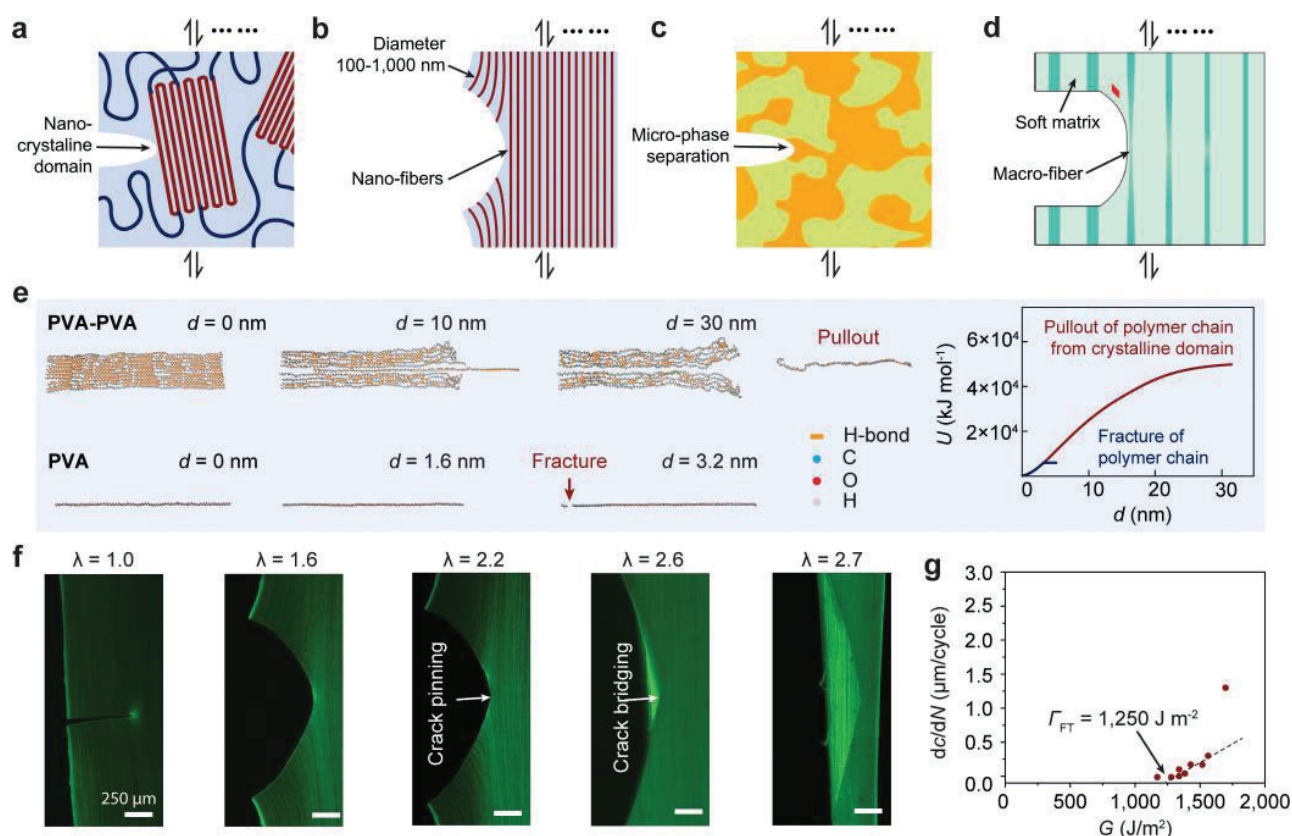 a
⇌ ⋯⋯
Nano-
crystaline
domain
b
⇌ ⋯⋯
Diameter
100-1,000 nm
Nano-fibers
c
⇌ ⋯⋯
Micro-phase
separation
d
⇌ ⋯⋯
Soft matrix
Macro-fiber
e
PVA-PVA
d = 0 nm
d = 10 nm
d = 30 nm
Pullout
PVA
d = 0 nm
d = 1.6 nm
Fracture
d = 3.2 nm
H-bond
C
O
H
U (kJ mol⁻¹)
6×10⁴
4×10⁴
2×10⁴
Pullout of polymer chain
from crystalline domain
Fracture of
polymer chain
0 10 20 30
d (nm)
f
λ = 1.0
λ = 1.6
λ = 2.2
λ = 2.6
λ = 2.7
250 µm
Crack pinning
Crack bridging
g
dc/dN (µm/cycle)
3.0
2.5
2.0
1.5
1.0
0.5
0.0
Γ_FT = 1,250 J m⁻²
0 500 1,000 1,500 2,000
G (J/m²)